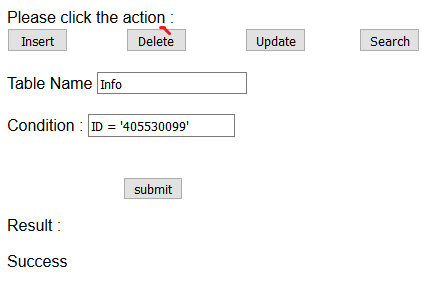 Please click the action :
Insert Delete Update Search
Table Name Info
Condition : ID = '405530099'
submit
Result :
Success